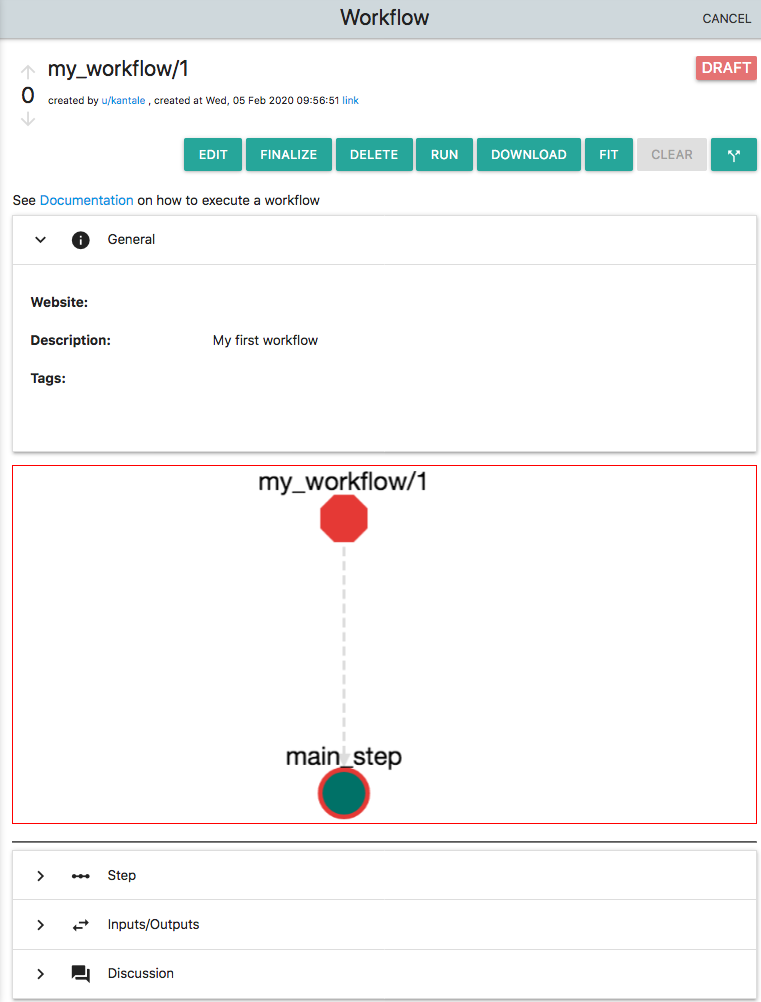 Workflow
CANCEL
my_workflow/1
DRAFT
0
created by u/kantale , created at Wed, 05 Feb 2020 09:56:51 link
EDIT
FINALIZE
DELETE
RUN
DOWNLOAD
FIT
CLEAR
See Documentation on how to execute a workflow
General
Website:
Description: My first workflow
Tags:
my_workflow/1
main_step
Step
Inputs/Outputs
Discussion